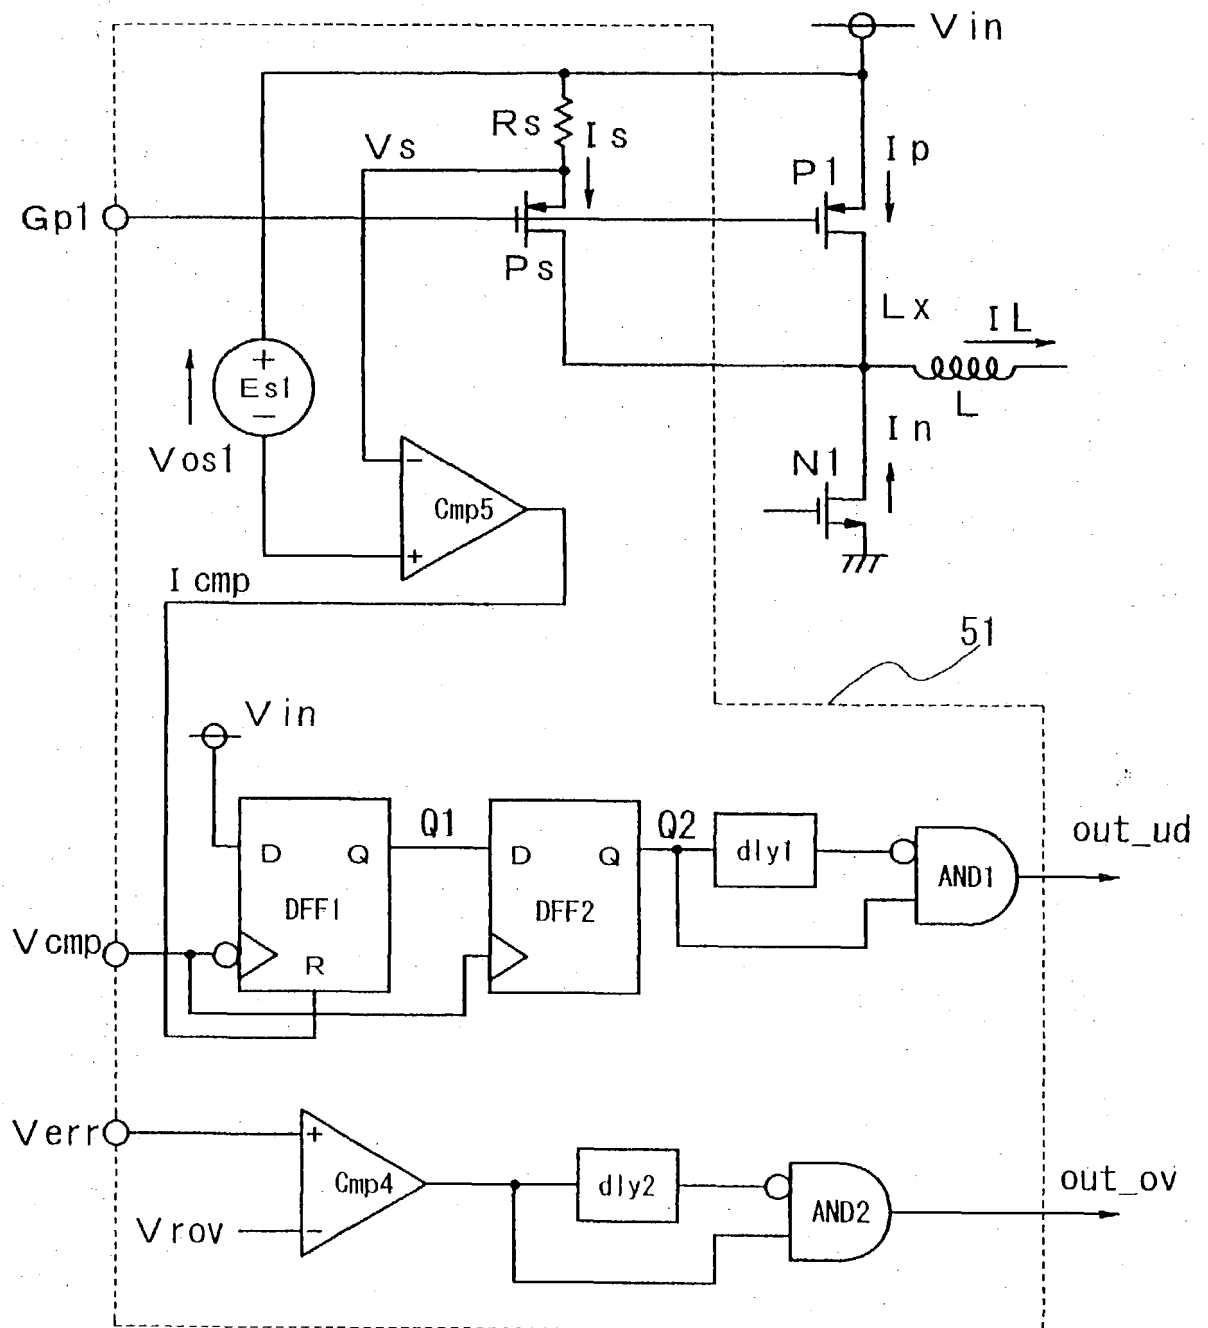 Vin
Rs
Is
Vs
Ip
P1
Gp1
Ps
Lx
IL
+
Es1
−
L
Vos1
In
N1
−
Cmp5
+
Icmp
51
Vin
Q1
Q2
out_ud
D Q
D Q
dly1
AND1
DFF1
DFF2
Vcmp
R
Verr
+
Cmp4
dly2
out_ov
AND2
Vrov
−